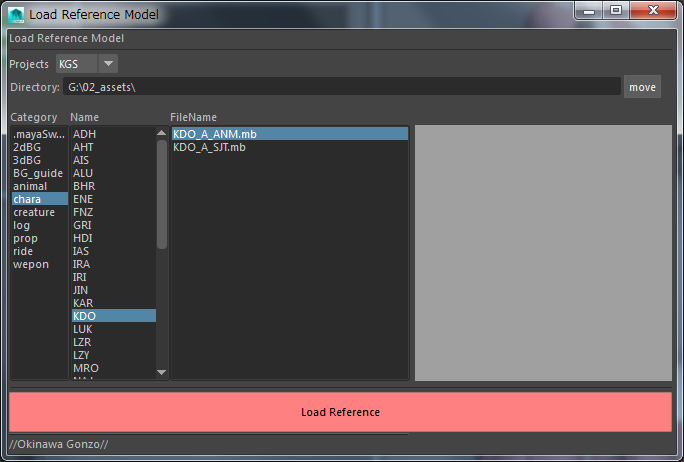 Load Reference Model
Load Reference Model
Projects KGS
Directory: G:\02_assets\ move
Category Name FileName
.mayaSw... ADH KDO_A_ANM.mb
2dBG AHT KDO_A_SJT.mb
3dBG AIS
BG_guide ALU
animal BHR
chara ENE
creature FNZ
log GRI
prop HDI
ride IAS
wepon IRA
IRI
JIN
KAR
KDO
LUK
LZR
LZY
MRO
Load Reference
//Okinawa Gonzo//